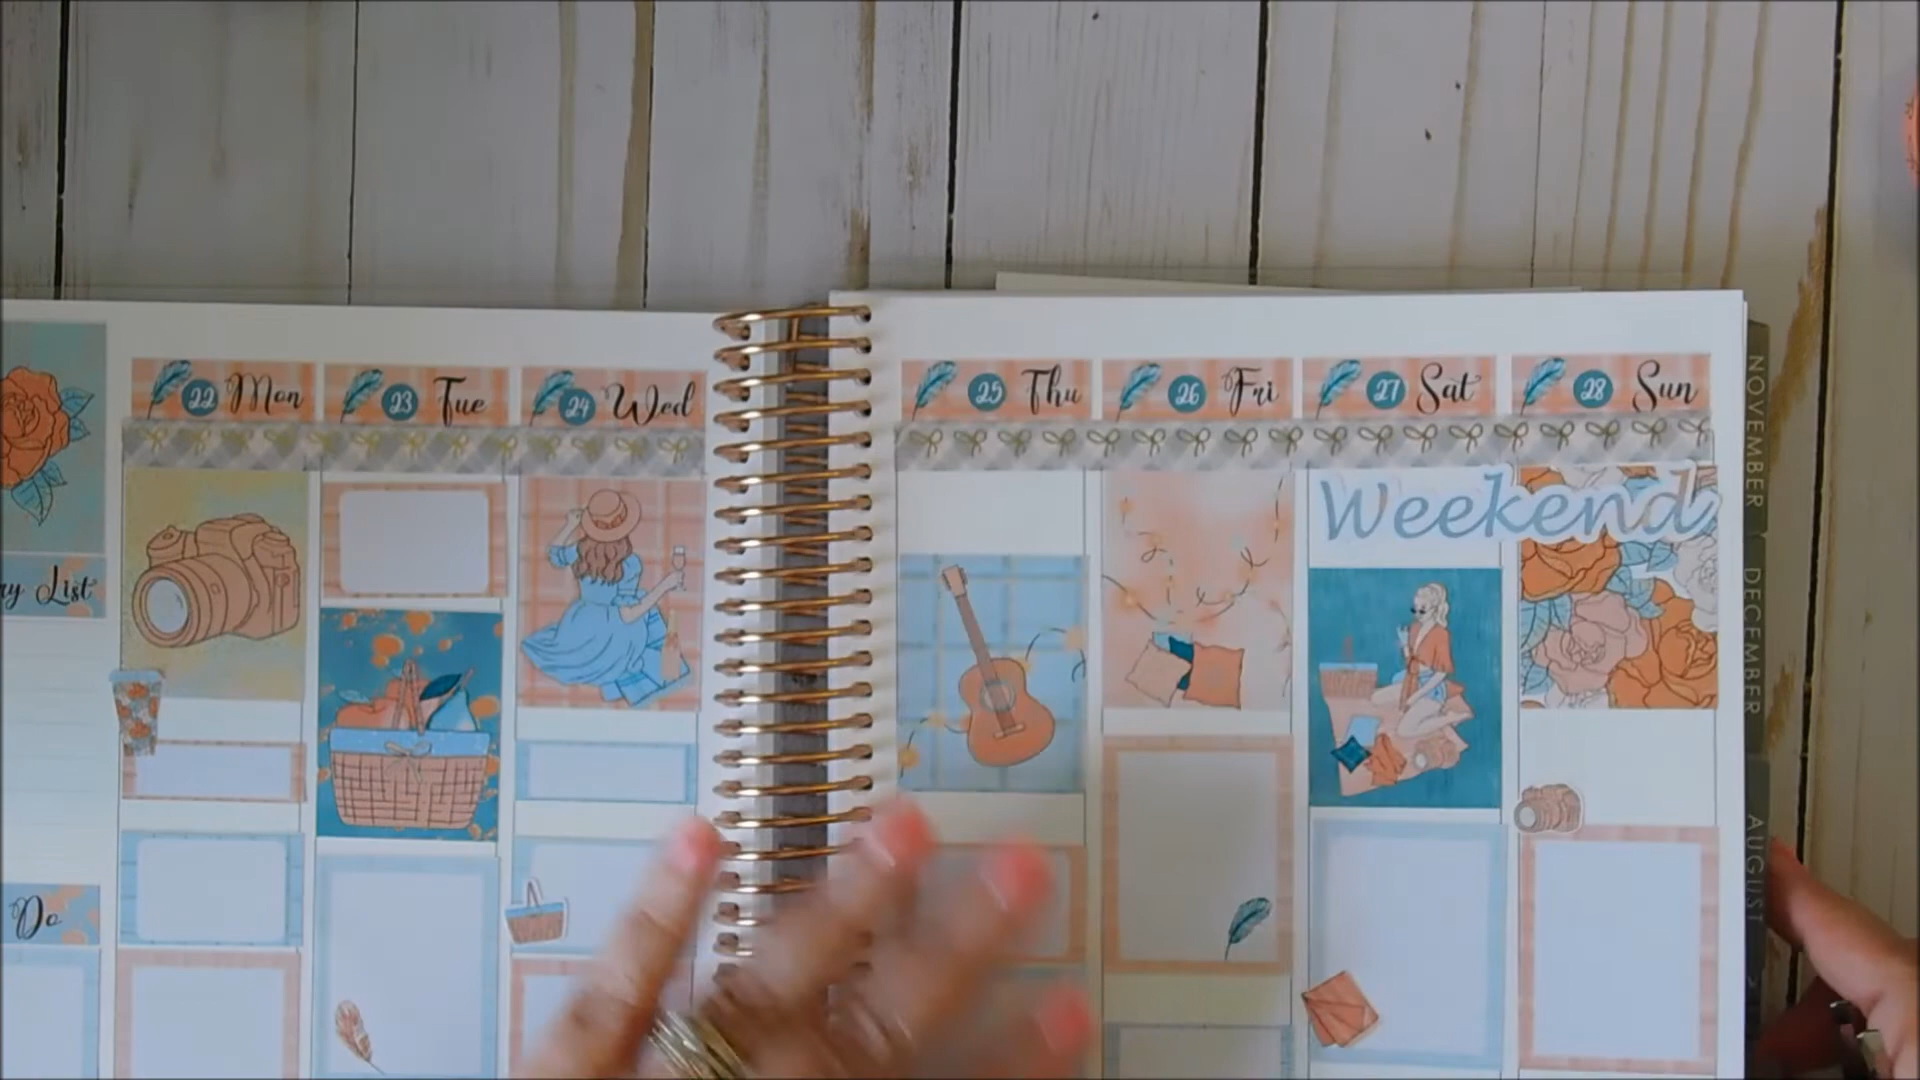 22 Mon
23 Tue
24 Wed
25 Thu
26 Fri
27 Sat
28 Sun
Weekend
List
Do
NOVEMBER
DECEMBER
AUGUST